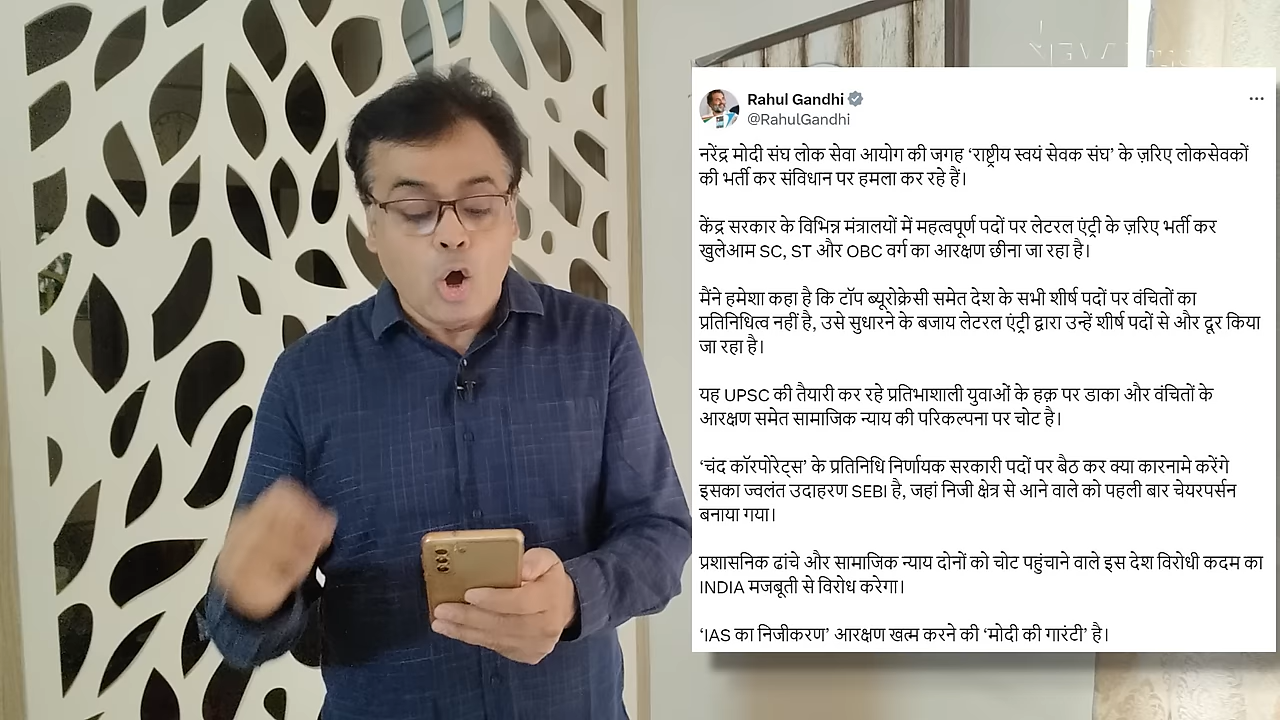 Rahul Gandhi
@RahulGandhi
नरेंद्र मोदी संघ लोक सेवा आयोग की जगह ‘राष्ट्रीय स्वयं सेवक संघ’ के ज़रिए लोकसेवकों
की भर्ती कर संविधान पर हमला कर रहे हैं।
केंद्र सरकार के विभिन्न मंत्रालयों में महत्वपूर्ण पदों पर लेटरल एंट्री के ज़रिए भर्ती कर
खुलेआम SC, ST और OBC वर्ग का आरक्षण छीना जा रहा है।
मैंने हमेशा कहा है कि टॉप ब्यूरोक्रेसी समेत देश के सभी शीर्ष पदों पर वंचितों का
प्रतिनिधित्व नहीं है, उसे सुधारने के बजाय लेटरल एंट्री द्वारा उन्हें शीर्ष पदों से और दूर किया
जा रहा है।
यह UPSC की तैयारी कर रहे प्रतिभाशाली युवाओं के हक़ पर डाका और वंचितों के
आरक्षण समेत सामाजिक न्याय की परिकल्पना पर चोट है।
‘चंद कॉरपोरेट्स’ के प्रतिनिधि निर्णायक सरकारी पदों पर बैठ कर क्या कारनामे करेंगे
इसका ज्वलंत उदाहरण SEBI है, जहां निजी क्षेत्र से आने वाले को पहली बार चेयरपर्सन
बनाया गया।
प्रशासनिक ढांचे और सामाजिक न्याय दोनों को चोट पहुंचाने वाले इस देश विरोधी कदम का
INDIA मजबूती से विरोध करेगा।
‘IAS का निजीकरण’ आरक्षण खत्म करने की ‘मोदी की गारंटी’ है।